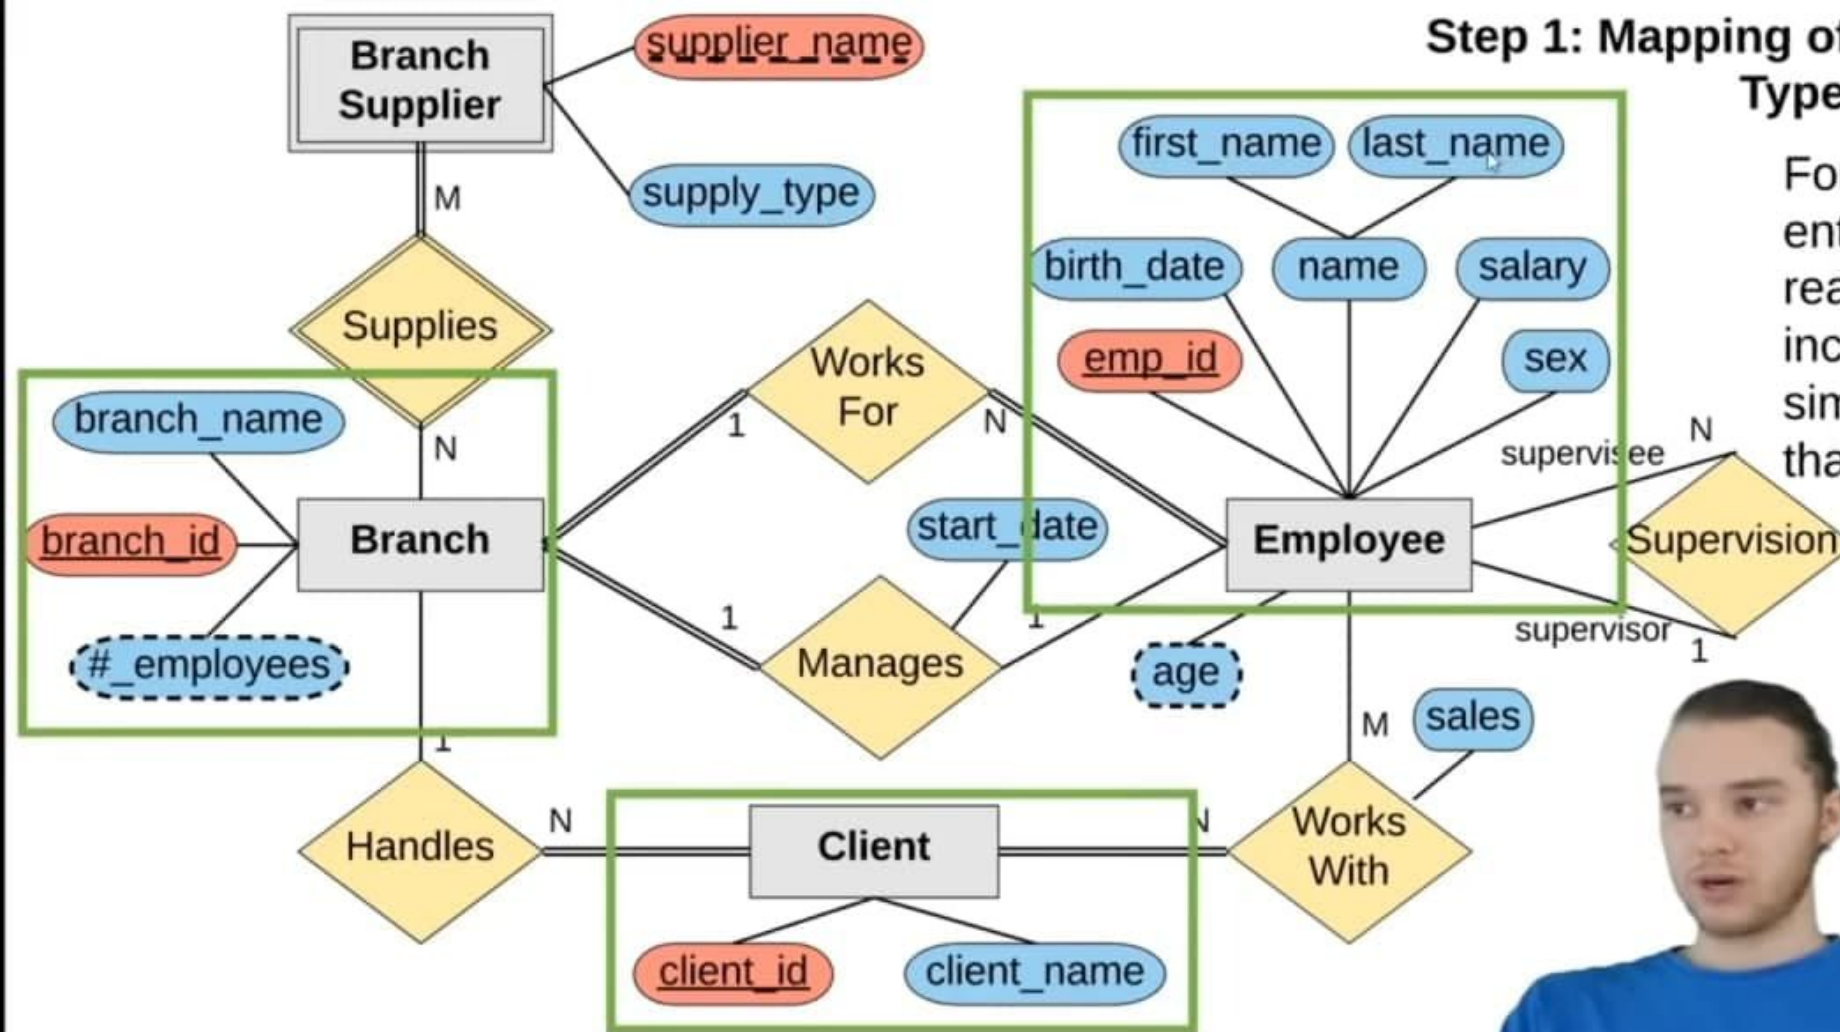 Branch
Supplier
supplier_name
supply_type
M
Supplies
N
branch_name
branch_id
#_employees
Branch
1
Handles
N
Works
For
1
N
start_date
Manages
1
1
first_name
last_name
birth_date
name
salary
emp_id
sex
Employee
age
supervisee
N
Supervision
supervisor
1
M
sales
Works
With
N
Client
client_id
client_name
Step 1: Mapping of
Type
Fo
ent
rea
inc
sim
tha